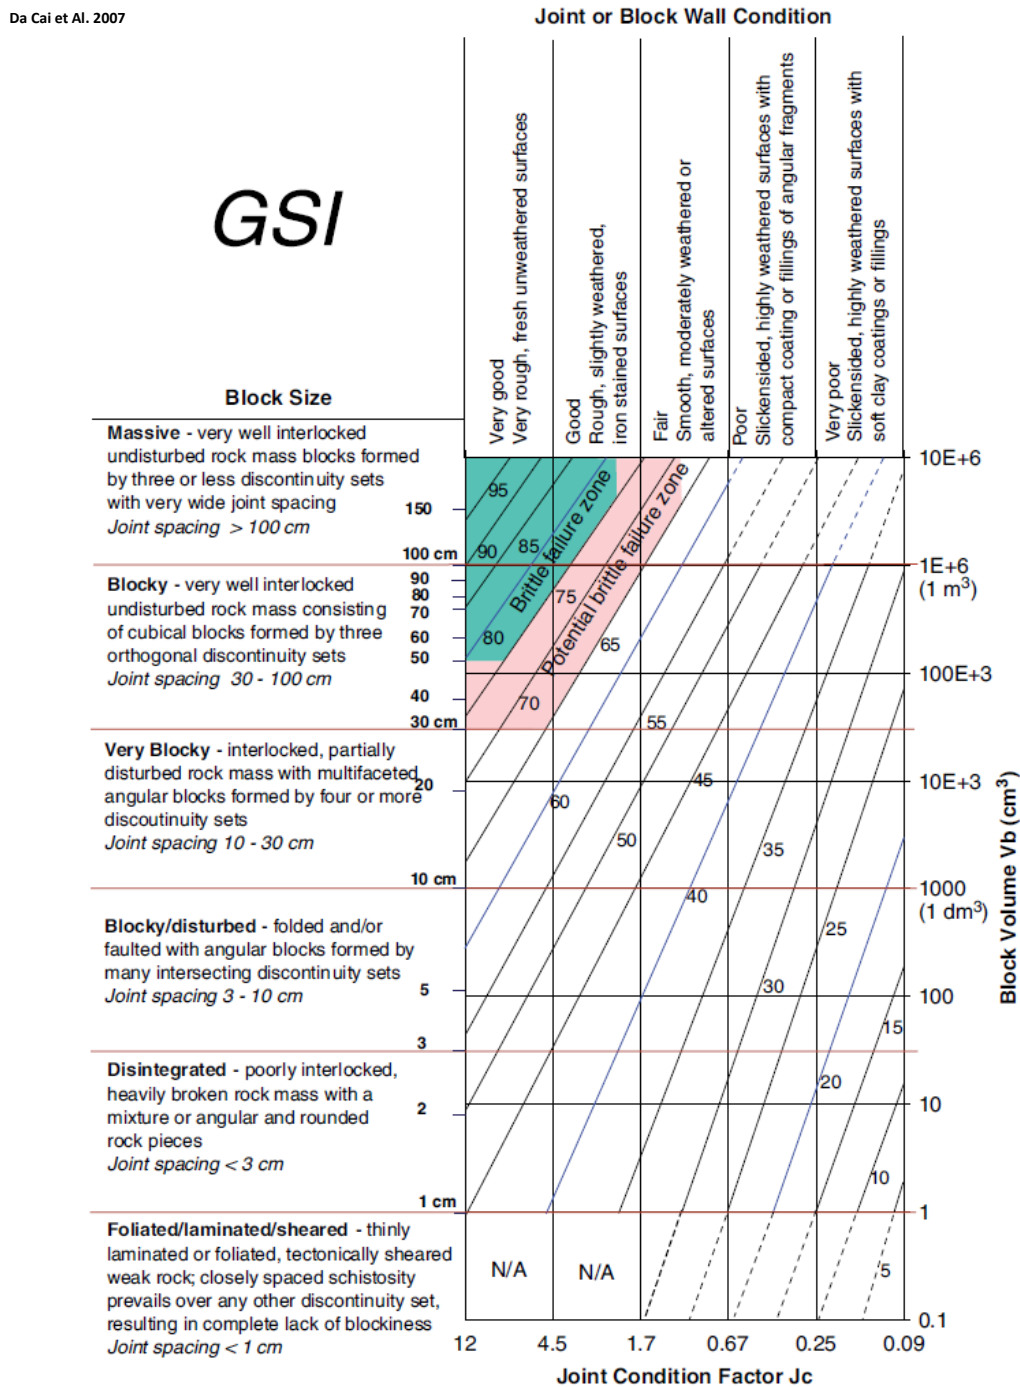 Da Cai et Al. 2007
Joint or Block Wall Condition
GSI
Block Size
Very good
Very rough, fresh unweathered surfaces
Good
Rough, slightly weathered,
iron stained surfaces
Fair
Smooth, moderately weathered or
altered surfaces
Poor
Slickensided, highly weathered surfaces with
compact coating or fillings of angular fragments
Very poor
Slickensided, highly weathered surfaces with
soft clay coatings or fillings
Massive - very well interlocked
undisturbed rock mass blocks formed
by three or less discontinuity sets
with very wide joint spacing
Joint spacing > 100 cm
Blocky - very well interlocked
undisturbed rock mass consisting
of cubical blocks formed by three
orthogonal discontinuity sets
Joint spacing 30 - 100 cm
Very Blocky - interlocked, partially
disturbed rock mass with multifaceted
angular blocks formed by four or more
discoutinuity sets
Joint spacing 10 - 30 cm
Blocky/disturbed - folded and/or
faulted with angular blocks formed by
many intersecting discontinuity sets
Joint spacing 3 - 10 cm
Disintegrated - poorly interlocked,
heavily broken rock mass with a
mixture or angular and rounded
rock pieces
Joint spacing < 3 cm
Foliated/laminated/sheared - thinly
laminated or foliated, tectonically sheared
weak rock; closely spaced schistosity
prevails over any other discontinuity set,
resulting in complete lack of blockiness
Joint spacing < 1 cm
150
100 cm
90
80
70
60
50
40
30 cm
20
10 cm
5
3
2
1 cm
95
90
85
80
75
70
65
60
55
50
45
40
35
30
25
20
15
10
5
Brittle failure zone
Potential brittle failure zone
N/A
N/A
10E+6
1E+6
(1 m³)
100E+3
10E+3
1000
(1 dm³)
100
10
1
0.1
Block Volume Vb (cm³)
12
4.5
1.7
0.67
0.25
0.09
Joint Condition Factor Jc